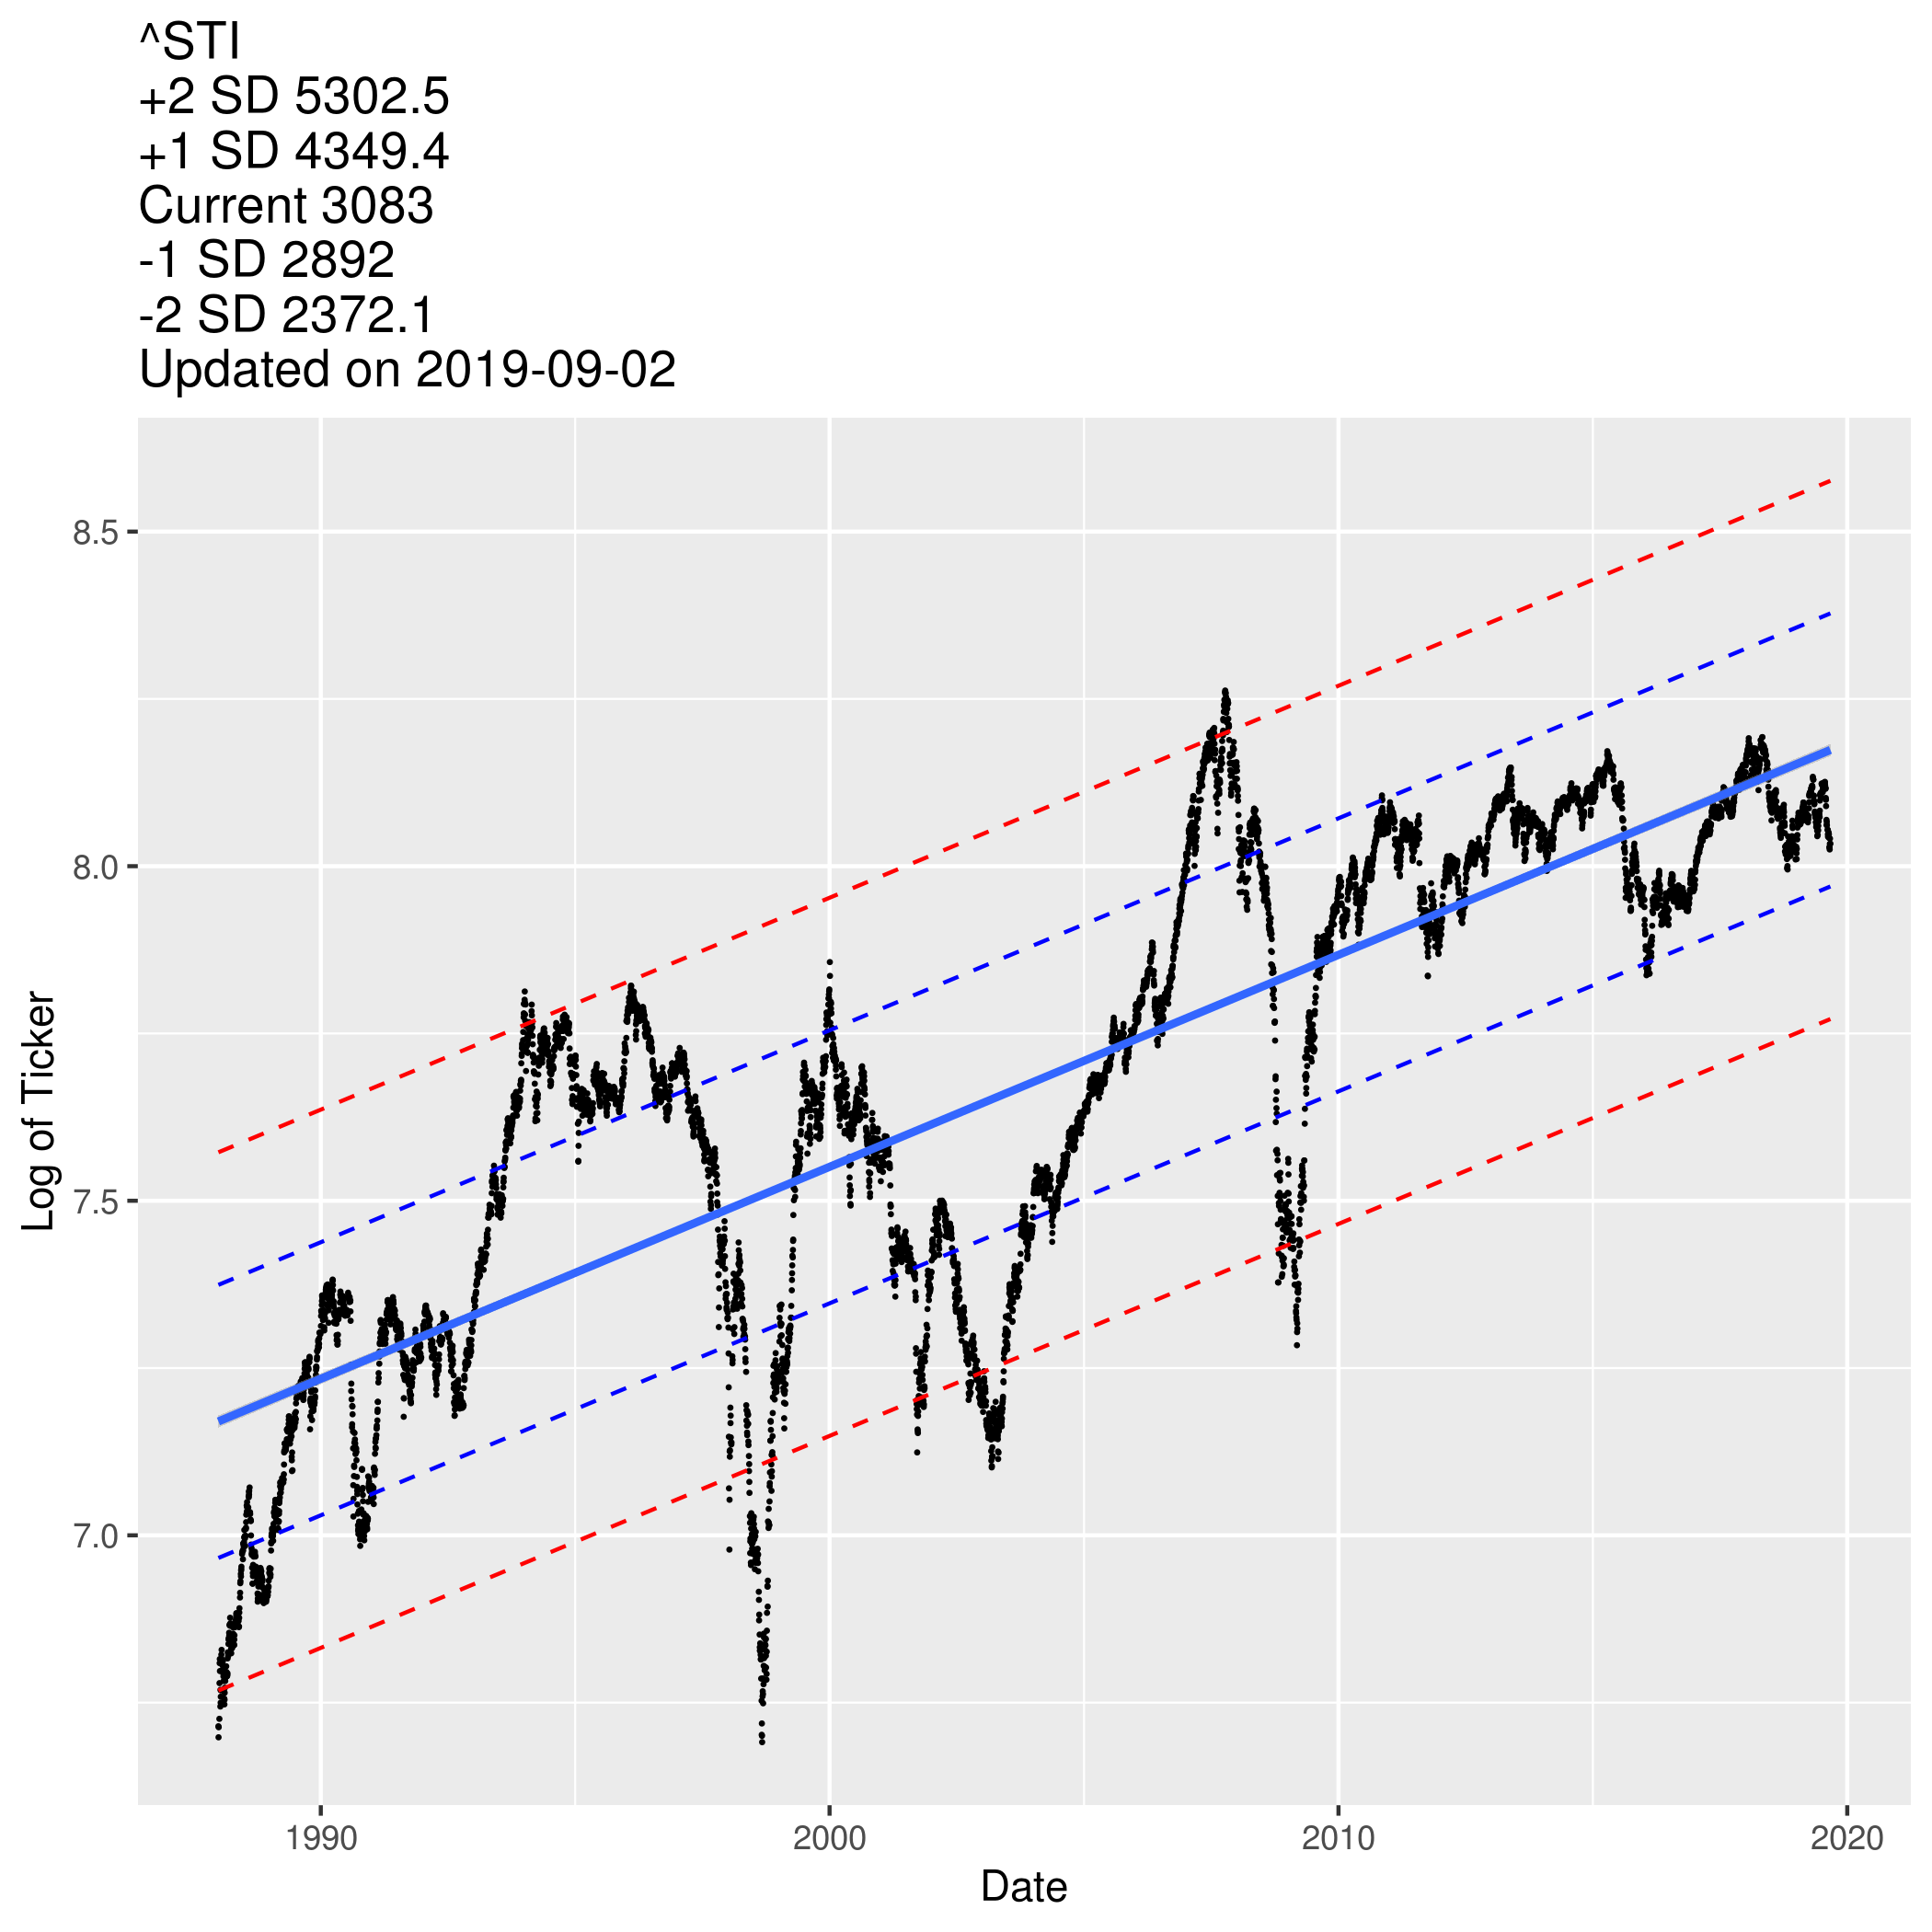 ^STI
+2 SD 5302.5
+1 SD 4349.4
Current 3083
-1 SD 2892
-2 SD 2372.1
Updated on 2019-09-02
8.5
8.0
7.5
7.0
Log of Ticker
1990 2000 2010 2020
Date